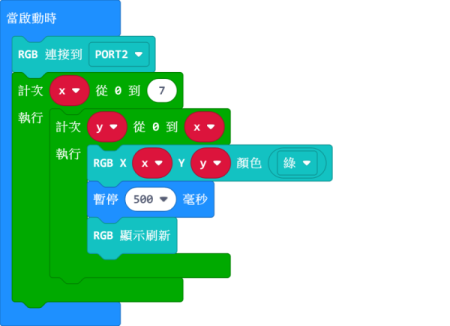 當啟動時
RGB 連接到 PORT2
計次 x 從 0 到 7
執行 計次 y 從 0 到 x
執行 RGB X x Y y 顏色 綠
暫停 500 毫秒
RGB 顯示刷新